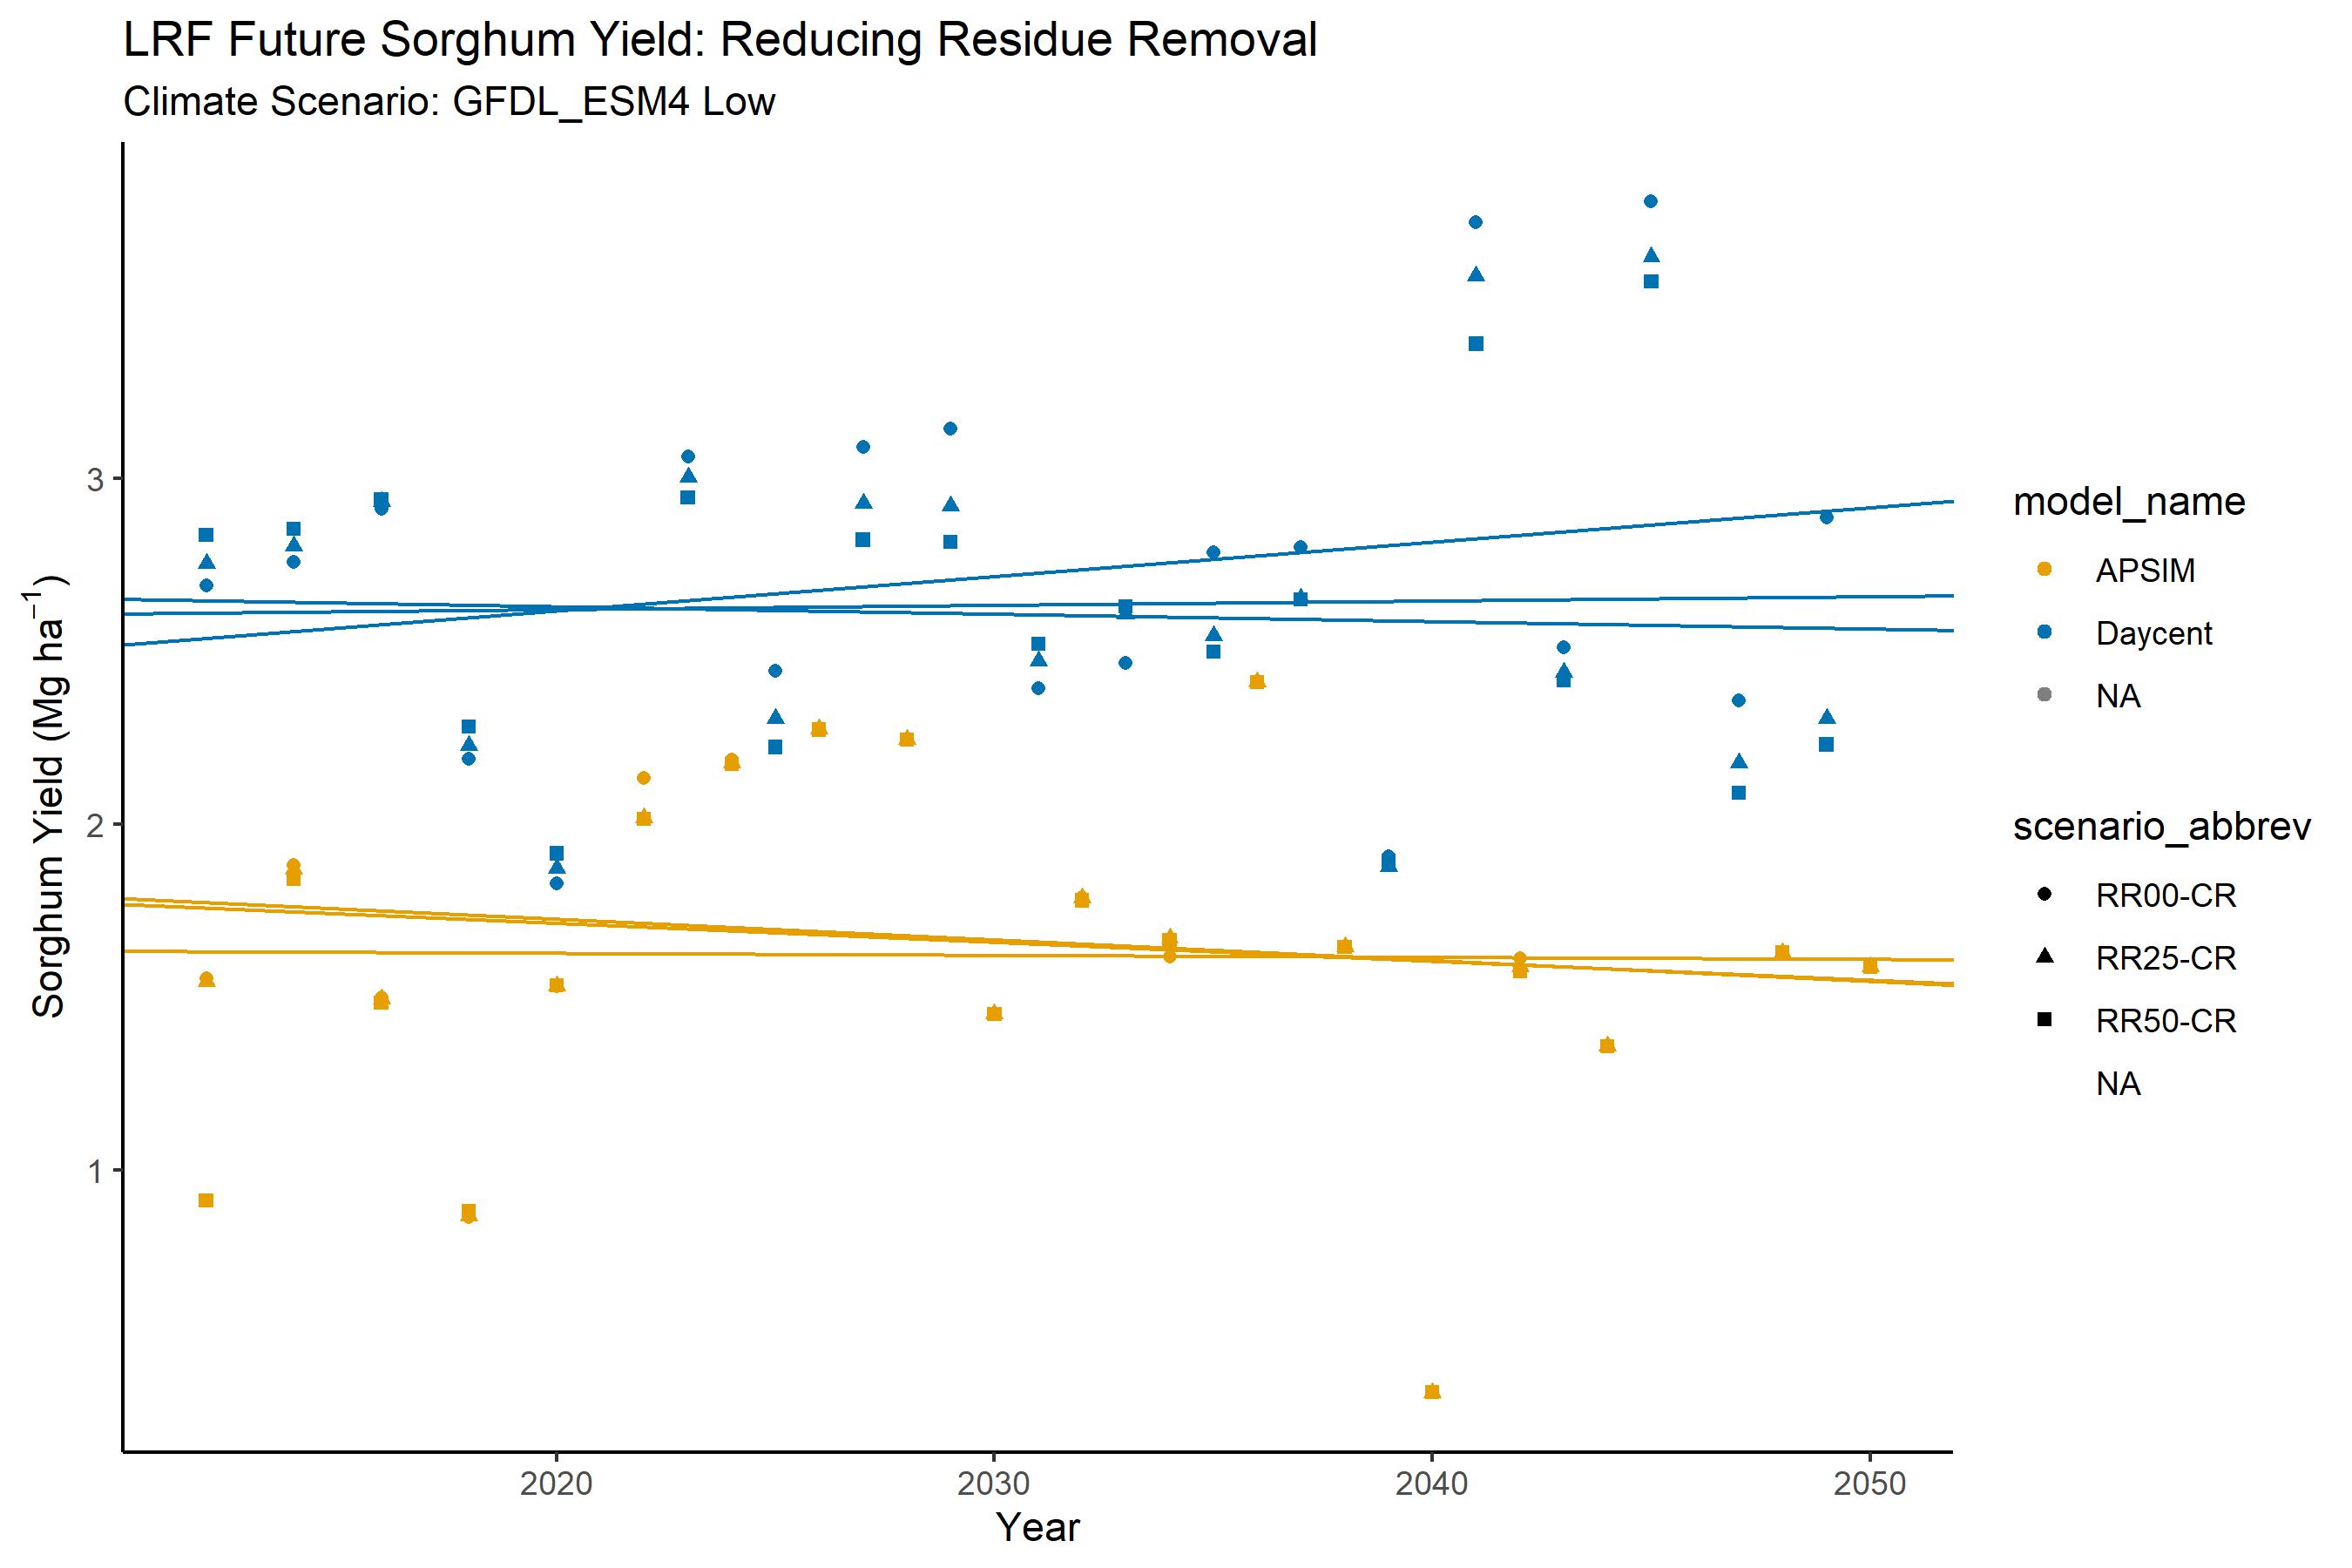 LRF Future Sorghum Yield: Reducing Residue Removal
Climate Scenario: GFDL_ESM4 Low
Sorghum Yield (Mg ha⁻¹)
3
2
1
2020
2030
2040
2050
Year
model_name
APSIM
Daycent
NA
scenario_abbrev
RR00-CR
RR25-CR
RR50-CR
NA